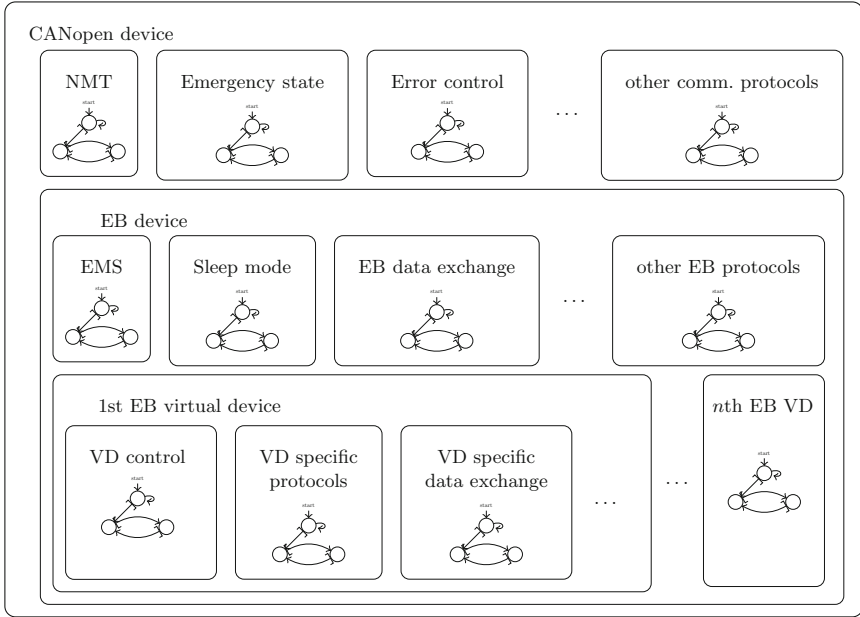 CANopen device
NMT
start
Emergency state
start
Error control
start
...
other comm. protocols
start
EB device
EMS
start
Sleep mode
start
EB data exchange
start
...
other EB protocols
start
1st EB virtual device
VD control
start
VD specific
protocols
start
VD specific
data exchange
start
...
...
nth EB VD
start